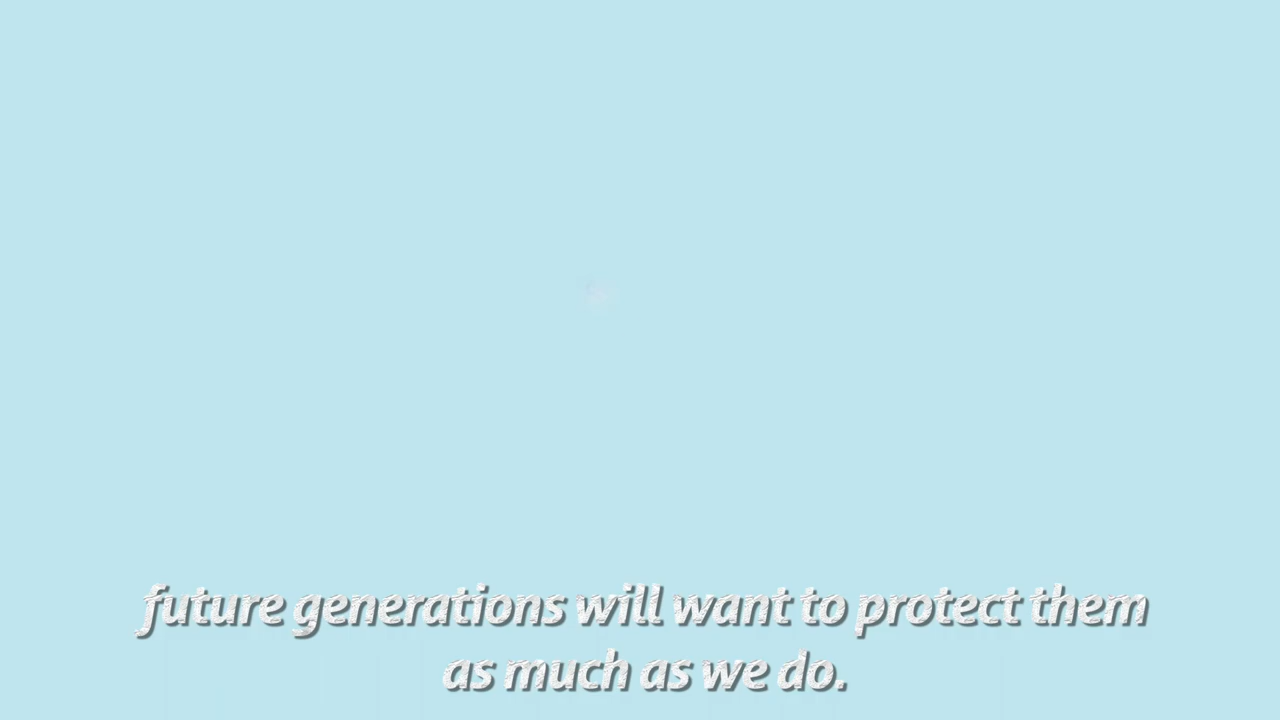 future generations will want to protect them
as much as we do.